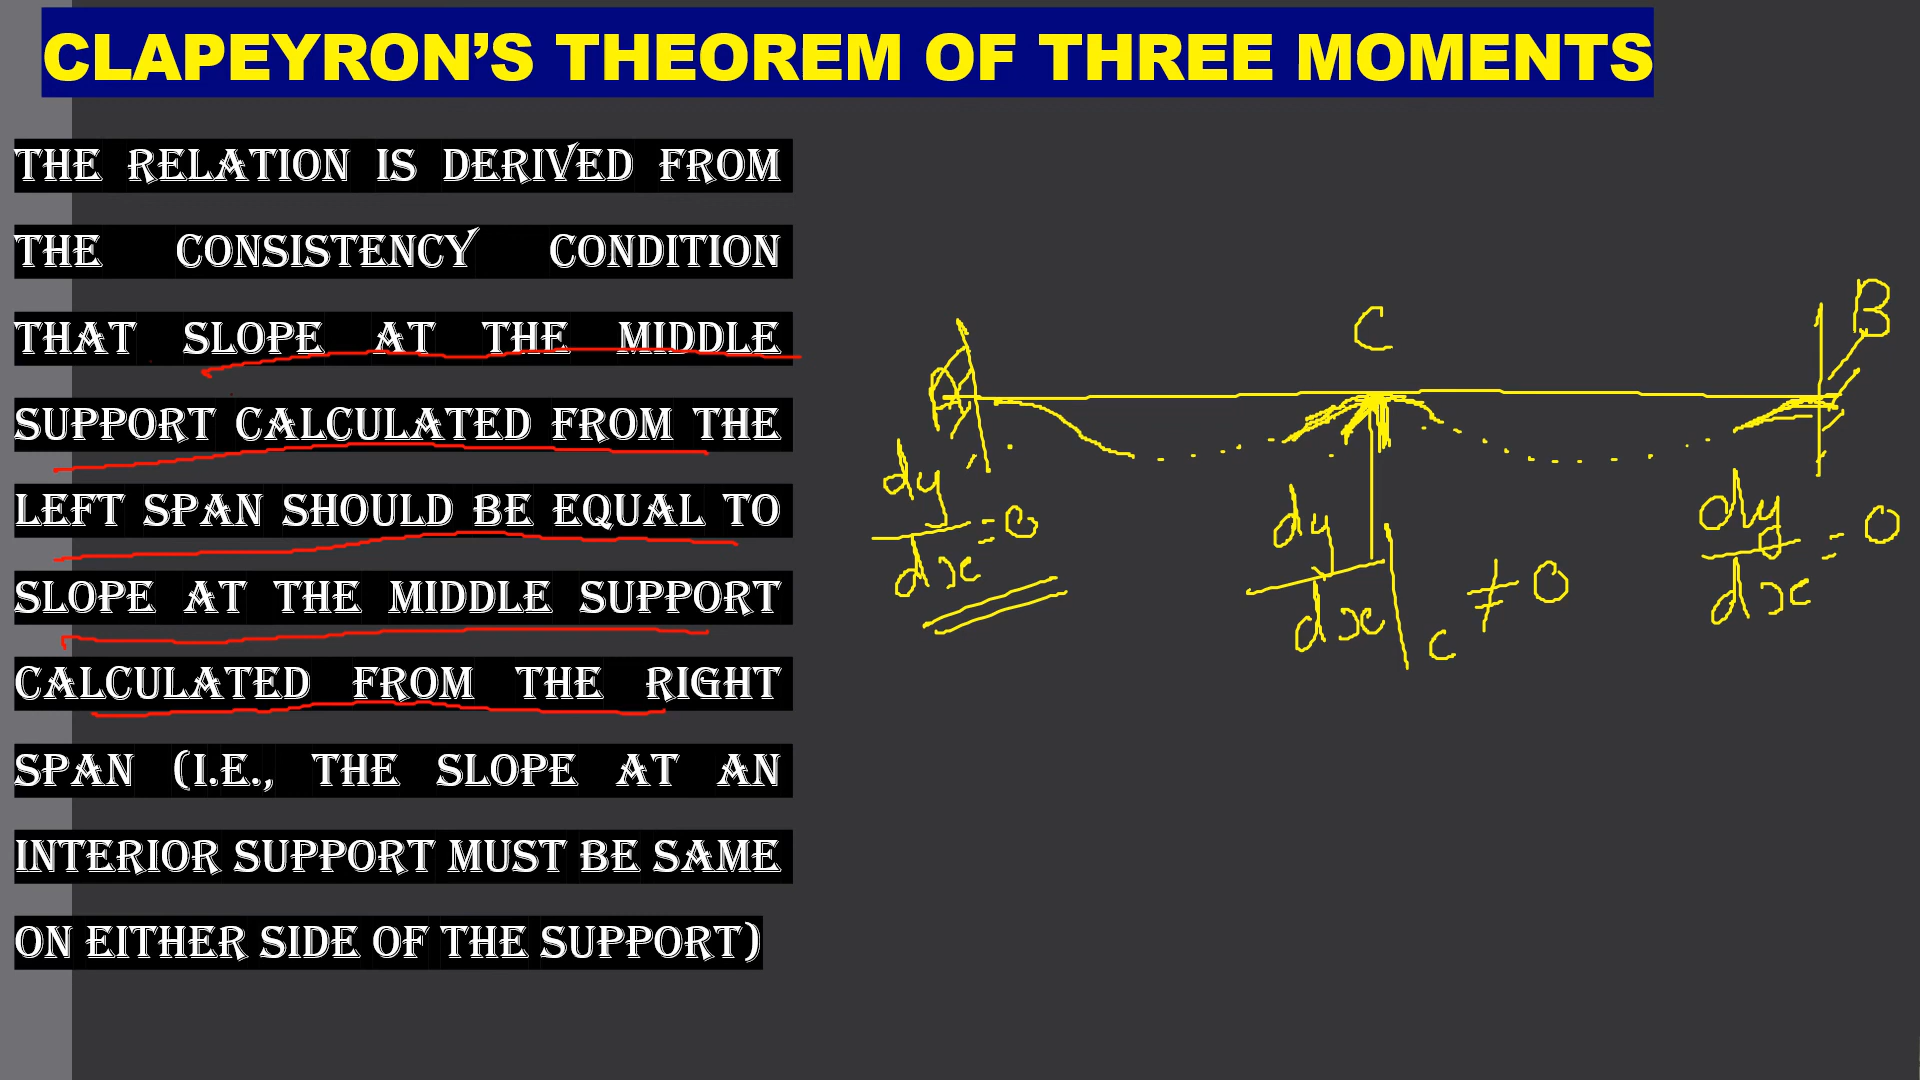 CLAPEYRON’S THEOREM OF THREE MOMENTS
THE RELATION IS DERIVED FROM
THE CONSISTENCY CONDITION
THAT SLOPE AT THE MIDDLE
SUPPORT CALCULATED FROM THE
LEFT SPAN SHOULD BE EQUAL TO
SLOPE AT THE MIDDLE SUPPORT
CALCULATED FROM THE RIGHT
SPAN (I.E., THE SLOPE AT AN
INTERIOR SUPPORT MUST BE SAME
ON EITHER SIDE OF THE SUPPORT)
A
C
B
dy/dx = 0
dy/dx |c ≠ 0
dy/dx = 0